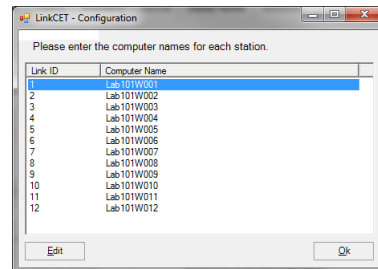 LinkCET - Configuration
Please enter the computer names for each station.
Link ID Computer Name
1 Lab101W001
2 Lab101W002
3 Lab101W003
4 Lab101W004
5 Lab101W005
6 Lab101W006
7 Lab101W007
8 Lab101W008
9 Lab101W009
10 Lab101W010
11 Lab101W011
12 Lab101W012
Edit Ok